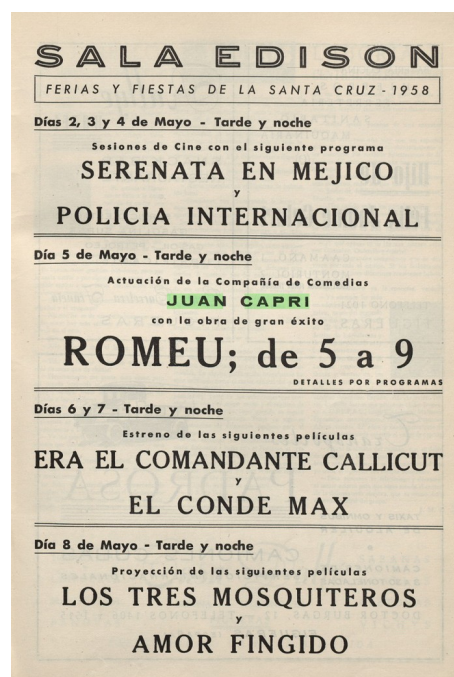 SALA EDISON
FERIAS Y FIESTAS DE LA SANTA CRUZ - 1958
Días 2, 3 y 4 de Mayo - Tarde y noche
Sesiones de Cine con el siguiente programa
SERENATA EN MEJICO
y
POLICIA INTERNACIONAL
Día 5 de Mayo - Tarde y noche
Actuación de la Compañía de Comedias
JUAN CAPRI
con la obra de gran éxito
ROMEU; de 5 a 9
DETALLES POR PROGRAMAS
Días 6 y 7 - Tarde y noche
Estreno de las siguientes películas
ERA EL COMANDANTE CALLICUT
y
EL CONDE MAX
Día 8 de Mayo - Tarde y noche
Proyección de las siguientes películas
LOS TRES MOSQUITEROS
y
AMOR FINGIDO